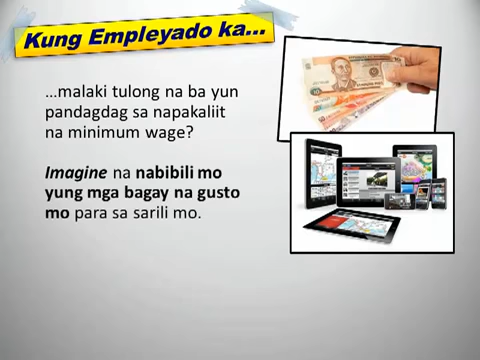 Kung Empleyado ka...
...malaki tulong na ba yun
pandagdag sa napakaliit
na minimum wage?
Imagine na nabibili mo
yung mga bagay na gusto
mo para sa sarili mo.